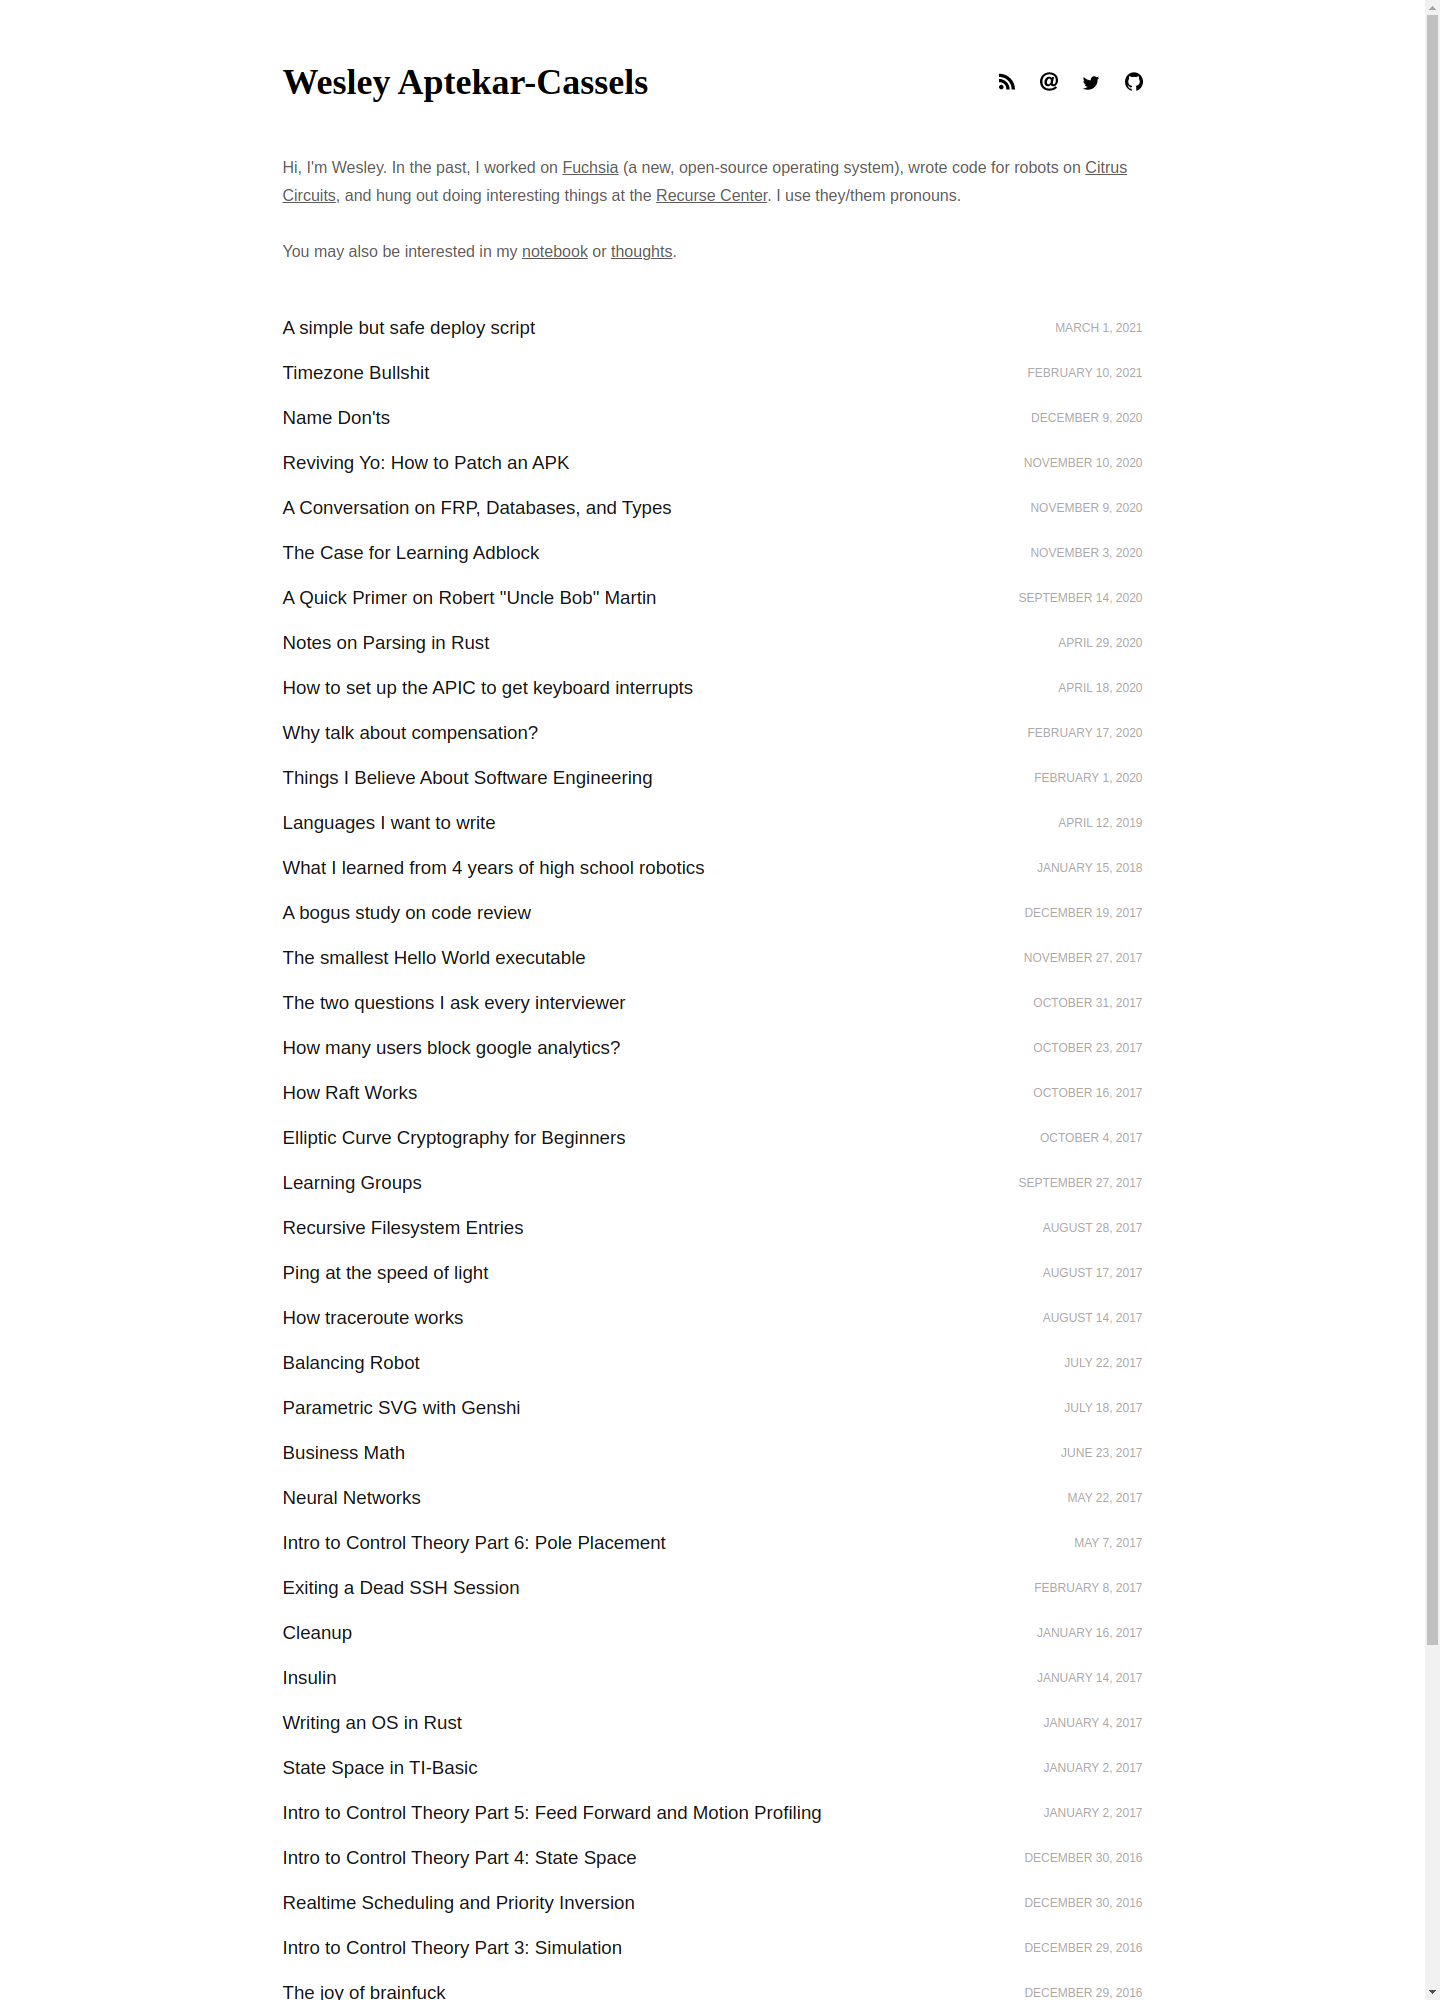 Wesley Aptekar-Cassels
Hi, I'm Wesley. In the past, I worked on Fuchsia (a new, open-source operating system), wrote code for robots on Citrus
Circuits, and hung out doing interesting things at the Recurse Center. I use they/them pronouns.
You may also be interested in my notebook or thoughts.
A simple but safe deploy script MARCH 1, 2021
Timezone Bullshit FEBRUARY 10, 2021
Name Don'ts DECEMBER 9, 2020
Reviving Yo: How to Patch an APK NOVEMBER 10, 2020
A Conversation on FRP, Databases, and Types NOVEMBER 9, 2020
The Case for Learning Adblock NOVEMBER 3, 2020
A Quick Primer on Robert "Uncle Bob" Martin SEPTEMBER 14, 2020
Notes on Parsing in Rust APRIL 29, 2020
How to set up the APIC to get keyboard interrupts APRIL 18, 2020
Why talk about compensation? FEBRUARY 17, 2020
Things I Believe About Software Engineering FEBRUARY 1, 2020
Languages I want to write APRIL 12, 2019
What I learned from 4 years of high school robotics JANUARY 15, 2018
A bogus study on code review DECEMBER 19, 2017
The smallest Hello World executable NOVEMBER 27, 2017
The two questions I ask every interviewer OCTOBER 31, 2017
How many users block google analytics? OCTOBER 23, 2017
How Raft Works OCTOBER 16, 2017
Elliptic Curve Cryptography for Beginners OCTOBER 4, 2017
Learning Groups SEPTEMBER 27, 2017
Recursive Filesystem Entries AUGUST 28, 2017
Ping at the speed of light AUGUST 17, 2017
How traceroute works AUGUST 14, 2017
Balancing Robot JULY 22, 2017
Parametric SVG with Genshi JULY 18, 2017
Business Math JUNE 23, 2017
Neural Networks MAY 22, 2017
Intro to Control Theory Part 6: Pole Placement MAY 7, 2017
Exiting a Dead SSH Session FEBRUARY 8, 2017
Cleanup JANUARY 16, 2017
Insulin JANUARY 14, 2017
Writing an OS in Rust JANUARY 4, 2017
State Space in TI-Basic JANUARY 2, 2017
Intro to Control Theory Part 5: Feed Forward and Motion Profiling JANUARY 2, 2017
Intro to Control Theory Part 4: State Space DECEMBER 30, 2016
Realtime Scheduling and Priority Inversion DECEMBER 30, 2016
Intro to Control Theory Part 3: Simulation DECEMBER 29, 2016
The joy of brainfuck DECEMBER 29, 2016